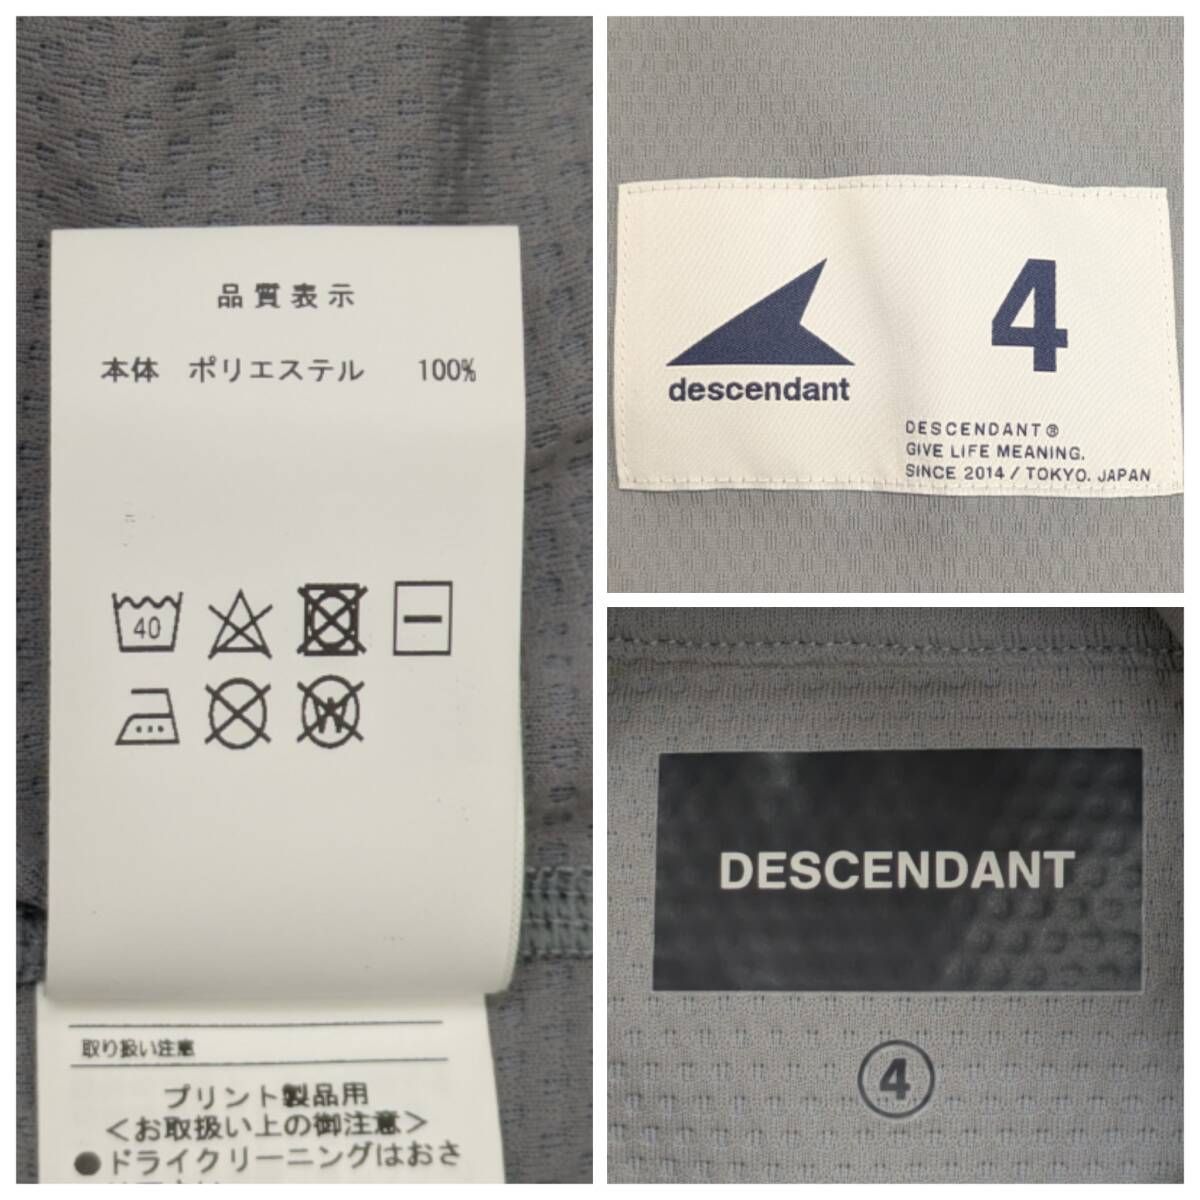 品質表示
本体 ポリエステル 100%
40
W
取り扱い注意
プリント製品用
＜お取扱い上の御注意＞
●ドライクリーニングはおさ
descendant
4
DESCENDANT®
GIVE LIFE MEANING.
SINCE 2014 / TOKYO. JAPAN
DESCENDANT
4